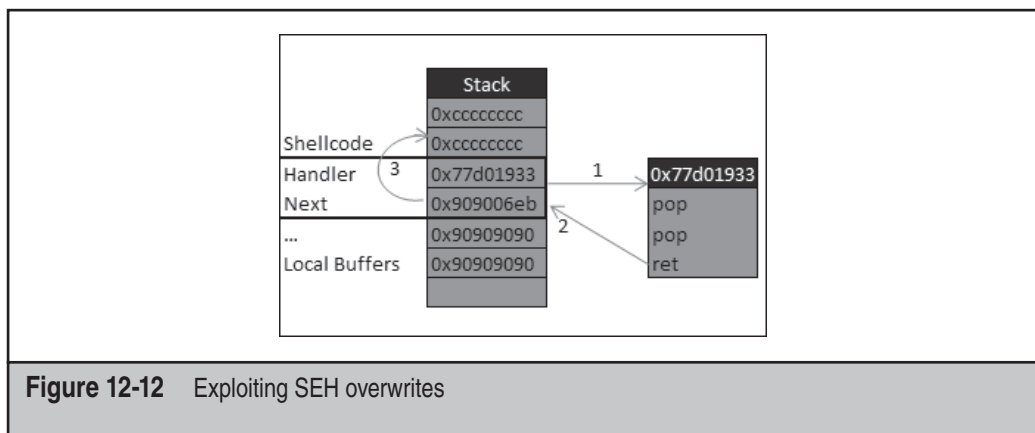 Stack
0xcccccccc
Shellcode 0xcccccccc
Handler 3 0x77d01933 1 0x77d01933
Next 0x909006eb pop
... 0x90909090 2 pop
Local Buffers 0x90909090 ret
Figure 12-12 Exploiting SEH overwrites